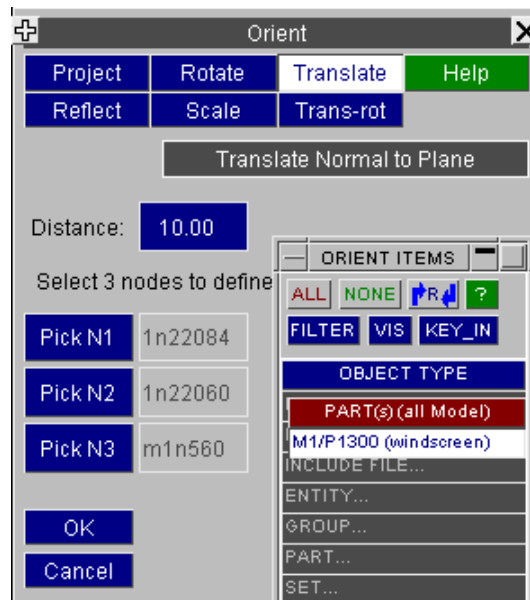 Orient
Project Rotate Translate Help
Reflect Scale Trans-rot
Translate Normal to Plane
Distance: 10.00
Select 3 nodes to define
Pick N1 1n22084
Pick N2 1n22060
Pick N3 m1n560
OK
Cancel
ORIENT ITEMS
ALL NONE R ?
FILTER VIS KEY_IN
OBJECT TYPE
PART(s)(all Model)
M1/P1300 (windscreen)
INCLUDE FILE...
ENTITY...
GROUP...
PART...
SET...